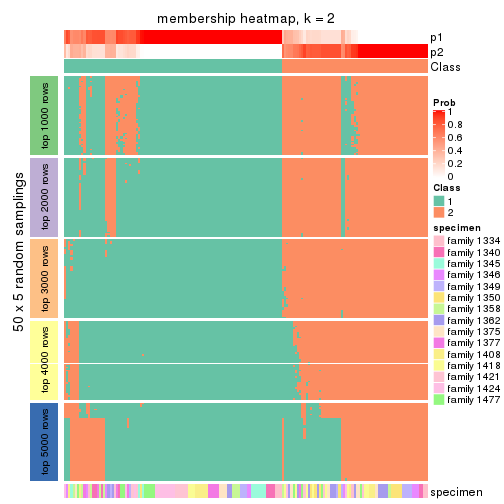 membership heatmap, k = 2
p1
p2
Class
50 x 5 random samplings
top 1000 rows
top 2000 rows
top 3000 rows
top 4000 rows
top 5000 rows
specimen
Prob
1
0.8
0.6
0.4
0.2
0
Class
1
2
specimen
family 1334
family 1340
family 1345
family 1346
family 1349
family 1350
family 1358
family 1362
family 1375
family 1377
family 1408
family 1418
family 1421
family 1424
family 1477